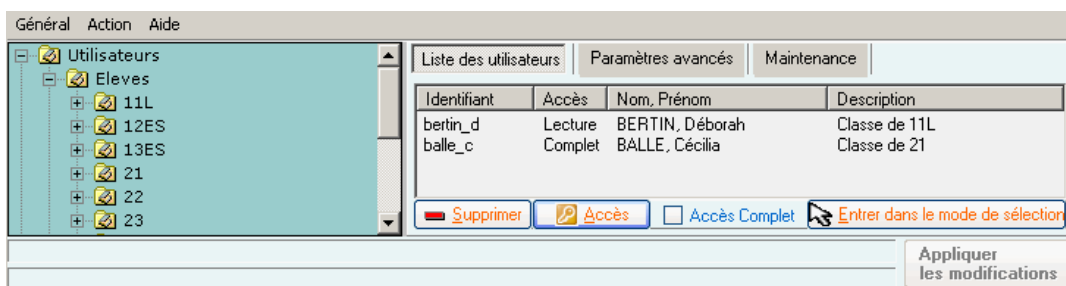 Général Action Aide
Utilisateurs
Eleves
11L
12ES
13ES
21
22
23
Liste des utilisateurs Paramètres avancés Maintenance
Identifiant Accès Nom, Prénom Description
bertin_d Lecture BERTIN, Déborah Classe de 11L
balle_c Complet BALLE, Cécilia Classe de 21
Supprimer Accès Accès Complet Entrer dans le mode de sélection
Appliquer
les modifications